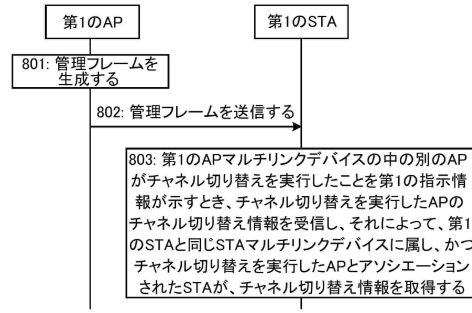 第1のAP
第1のSTA
801: 管理フレームを
生成する
802: 管理フレームを送信する
803: 第1のAPマルチリンクデバイスの中の別のAP
がチャネル切り替えを実行したことを第1の指示情
報が示すとき、チャネル切り替えを実行したAPの
チャネル切り替え情報を受信し、それによって、第1
のSTAと同じSTAマルチリンクデバイスに属し、かつ
チャネル切り替えを実行したAPとアソシエーション
されたSTAが、チャネル切り替え情報を取得する